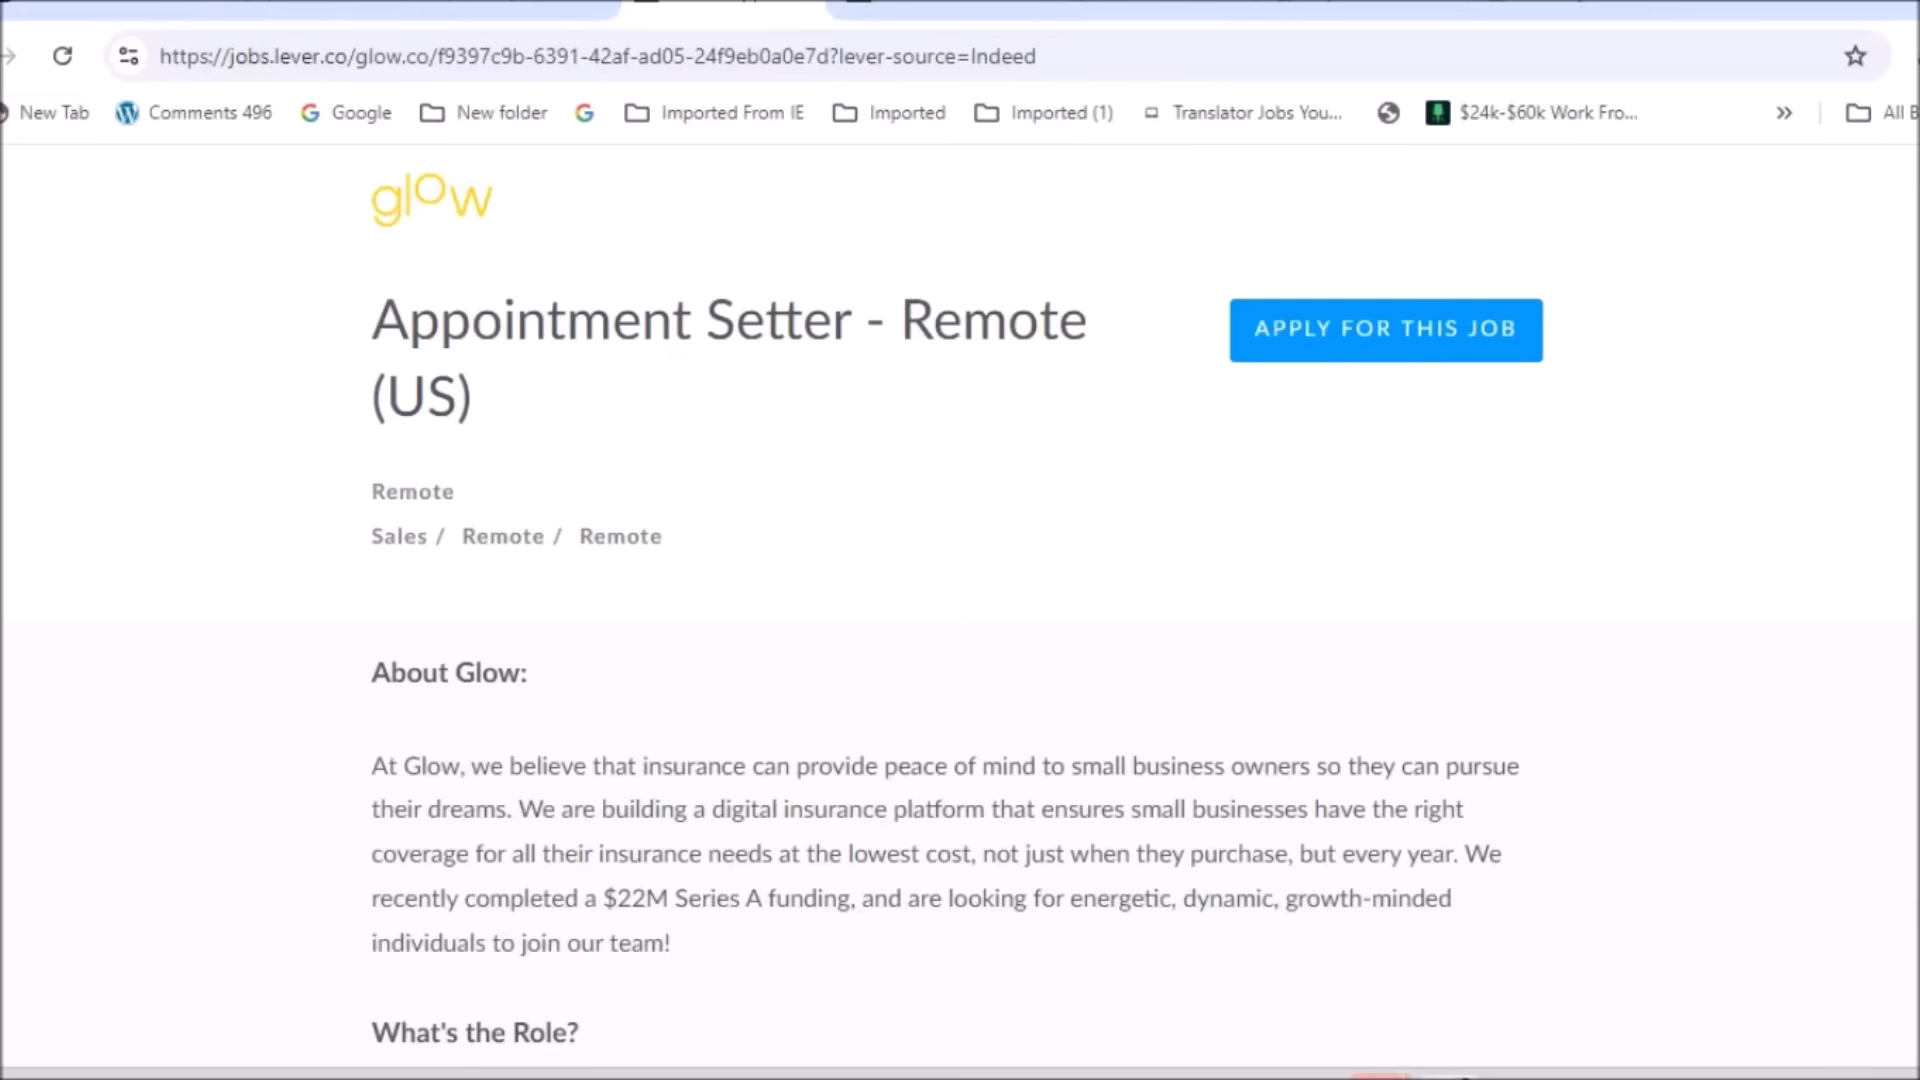 https://jobs.lever.co/glow.co/f9397c9b-6391-42af-ad05-24f9eb0a0e7d?lever-source=Indeed
New Tab Comments 496 Google New folder Imported From IE Imported Imported (1) Translator Jobs You... $24k-$60k Work Fro... » All B
glow
Appointment Setter - Remote
(US)
APPLY FOR THIS JOB
Remote
Sales / Remote / Remote
About Glow:
At Glow, we believe that insurance can provide peace of mind to small business owners so they can pursue
their dreams. We are building a digital insurance platform that ensures small businesses have the right
coverage for all their insurance needs at the lowest cost, not just when they purchase, but every year. We
recently completed a $22M Series A funding, and are looking for energetic, dynamic, growth-minded
individuals to join our team!
What's the Role?